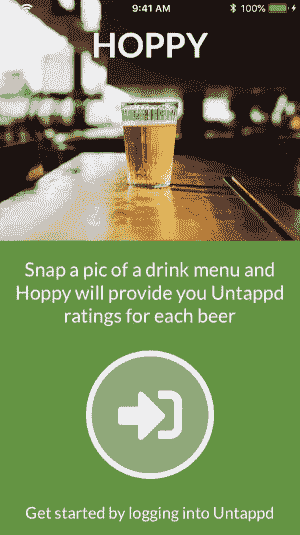 9:41 AM
100%
HOPPY
Snap a pic of a drink menu and
Hoppy will provide you Untappd
ratings for each beer
Get started by logging into Untappd